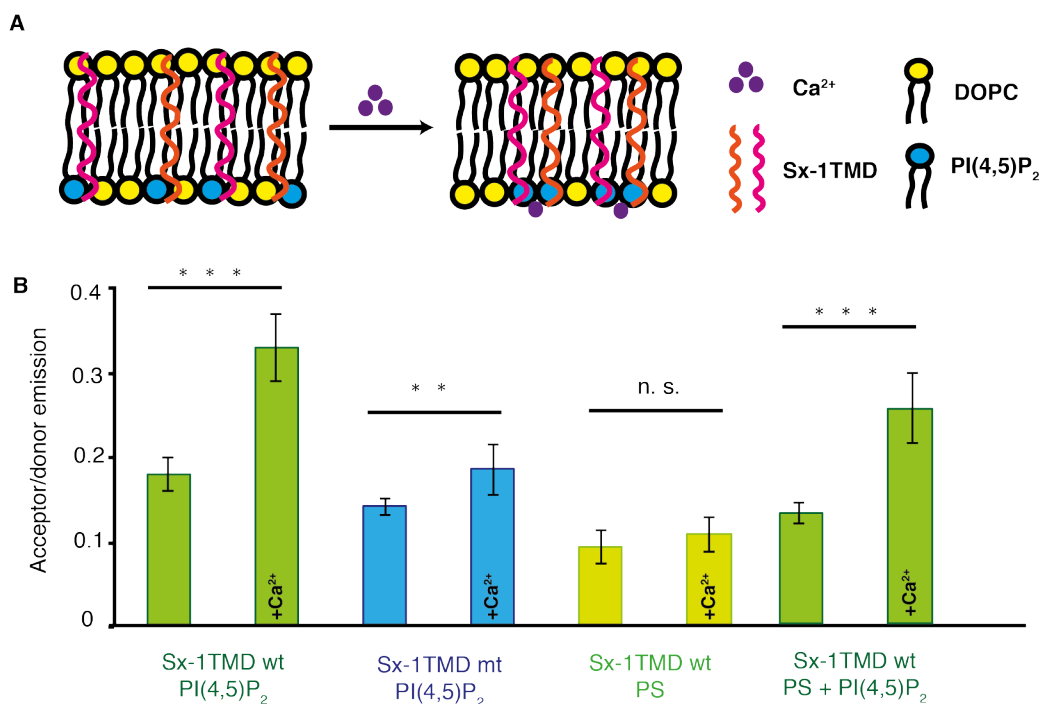 A
Ca²⁺
DOPC
Sx-1TMD
PI(4,5)P₂
B
Acceptor/donor emission
0.4
0.3
0.2
0.1
0
* * *
* *
n. s.
* * *
+Ca²⁺
+Ca²⁺
+Ca²⁺
+Ca²⁺
Sx-1TMD wt
PI(4,5)P₂
Sx-1TMD mt
PI(4,5)P₂
Sx-1TMD wt
PS
Sx-1TMD wt
PS + PI(4,5)P₂